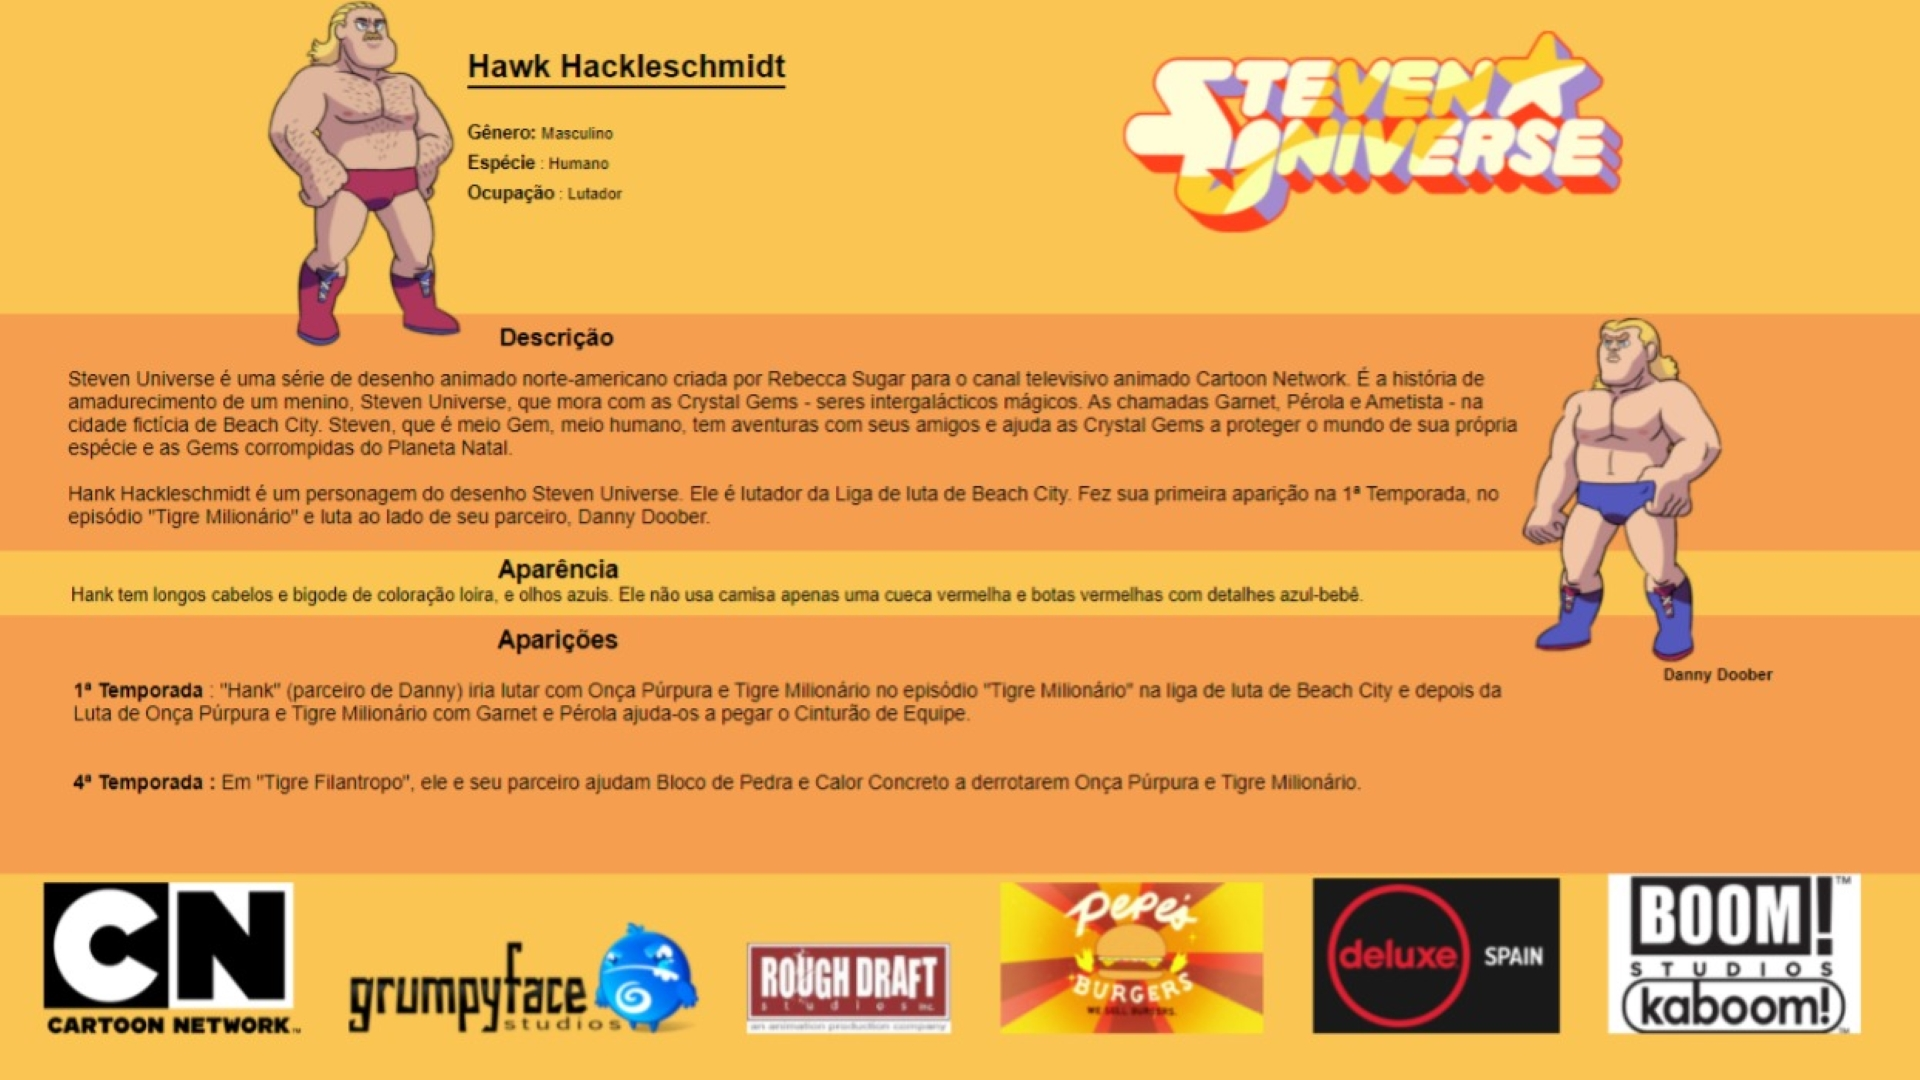 Hawk Hackleschmidt
STEVEN
UNIVERSE
Gênero: Masculino
Espécie : Humano
Ocupação : Lutador
Descrição
Steven Universe é uma série de desenho animado norte-americano criada por Rebecca Sugar para o canal televisivo animado Cartoon Network. É a história de
amadurecimento de um menino, Steven Universe, que mora com as Crystal Gems - seres intergalácticos mágicos. As chamadas Garnet, Pérola e Ametista - na
cidade fictícia de Beach City. Steven, que é meio Gem, meio humano, tem aventuras com seus amigos e ajuda as Crystal Gems a proteger o mundo de sua própria
espécie e as Gems corrompidas do Planeta Natal.
Hank Hackleschmidt é um personagem do desenho Steven Universe. Ele é lutador da Liga de luta de Beach City. Fez sua primeira aparição na 1ª Temporada, no
episódio "Tigre Milionário" e luta ao lado de seu parceiro, Danny Doober.
Aparência
Hank tem longos cabelos e bigode de coloração loira, e olhos azuis. Ele não usa camisa apenas uma cueca vermelha e botas vermelhas com detalhes azul-bebê.
Aparições
Danny Doober
1ª Temporada : "Hank" (parceiro de Danny) iria lutar com Onça Púrpura e Tigre Milionário no episódio "Tigre Milionário" na liga de luta de Beach City e depois da
Luta de Onça Púrpura e Tigre Milionário com Garnet e Pérola ajuda-os a pegar o Cinturão de Equipe.
4ª Temporada : Em "Tigre Filantropo", ele e seu parceiro ajudam Bloco de Pedra e Calor Concreto a derrotarem Onça Púrpura e Tigre Milionário.
CN
CARTOON NETWORK™
grumpyface
studios
ROUGH DRAFT
studios inc.
an animation production company
Pepe's
BURGERS
WE SELL BURGERS.
deluxe SPAIN
BOOM!™
STUDIOS
kaboom!™